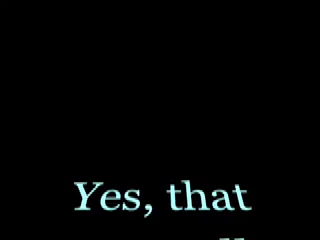 Yes, that